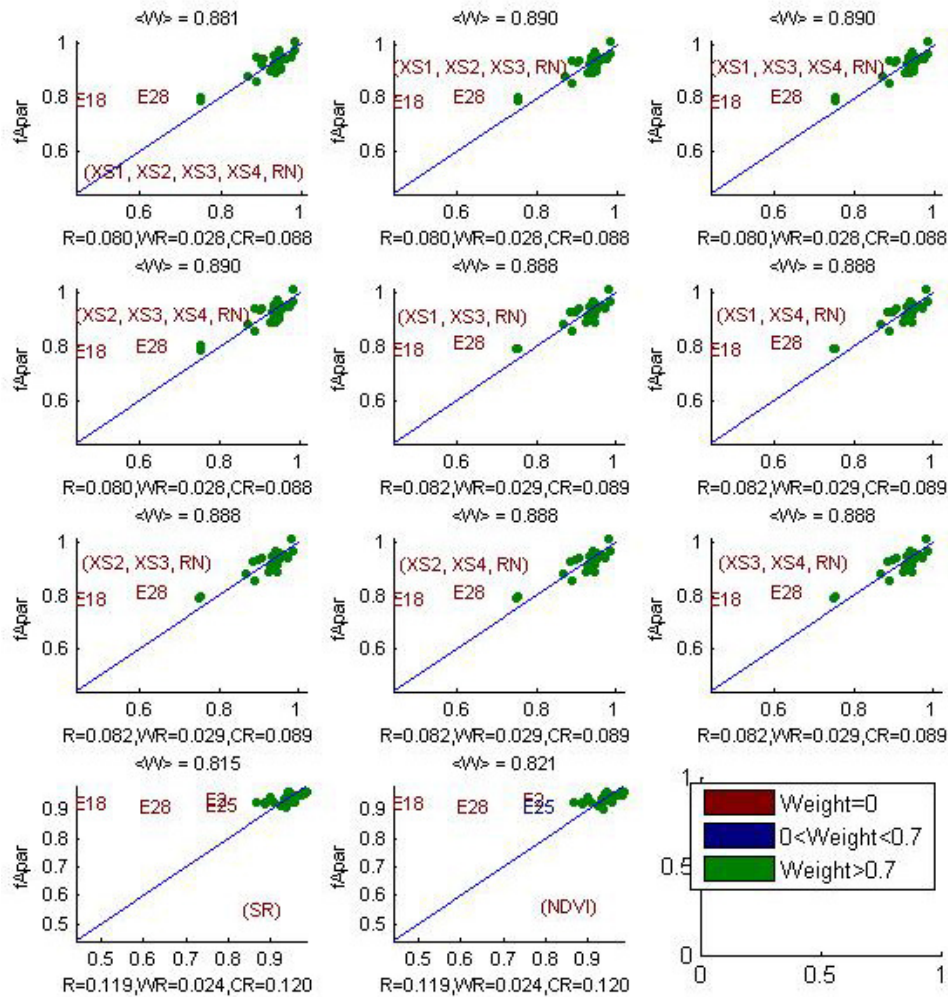 <W> = 0.881 <W> = 0.890 <W> = 0.890
1 1 1
(XS1, XS2, XS3, RN) (XS1, XS3, XS4, RN)
fApar 0.8 E18 E28 fApar 0.8 E18 E28 fApar 0.8 E18 E28
0.6 0.6 0.6
(XS1, XS2, XS3, XS4, RN)
0.6 0.8 1 0.6 0.8 1 0.6 0.8 1
R=0.080,WR=0.028,CR=0.088 R=0.080,WR=0.028,CR=0.088 R=0.080,WR=0.028,CR=0.088
<W> = 0.890 <W> = 0.888 <W> = 0.888
1 1 1
(XS2, XS3, XS4, RN) (XS1, XS3, RN) (XS1, XS4, RN)
fApar 0.8 E18 E28 fApar 0.8 E18 E28 fApar 0.8 E18 E28
0.6 0.6 0.6
0.6 0.8 1 0.6 0.8 1 0.6 0.8 1
R=0.080,WR=0.028,CR=0.088 R=0.082,WR=0.029,CR=0.089 R=0.082,WR=0.029,CR=0.089
<W> = 0.888 <W> = 0.888 <W> = 0.888
1 1 1
(XS2, XS3, RN) (XS2, XS4, RN) (XS3, XS4, RN)
fApar 0.8 E18 E28 fApar 0.8 E18 E28 fApar 0.8 E18 E28
0.6 0.6 0.6
0.6 0.8 1 0.6 0.8 1 0.6 0.8 1
R=0.082,WR=0.029,CR=0.089 R=0.082,WR=0.029,CR=0.089 R=0.082,WR=0.029,CR=0.089
<W> = 0.815 <W> = 0.821
1
0.9 E18 E28 E2 E25 0.9 E18 E28 E2 E25
Weight=0
0.8 0.8
0<Weight<0.7
fApar 0.7 fApar 0.7
0.5 Weight>0.7
0.6 0.6
(SR) (NDVI)
0.5 0.5
0
0.5 0.6 0.7 0.8 0.9 0.5 0.6 0.7 0.8 0.9 0 0.5 1
R=0.119,WR=0.024,CR=0.120 R=0.119,WR=0.024,CR=0.120